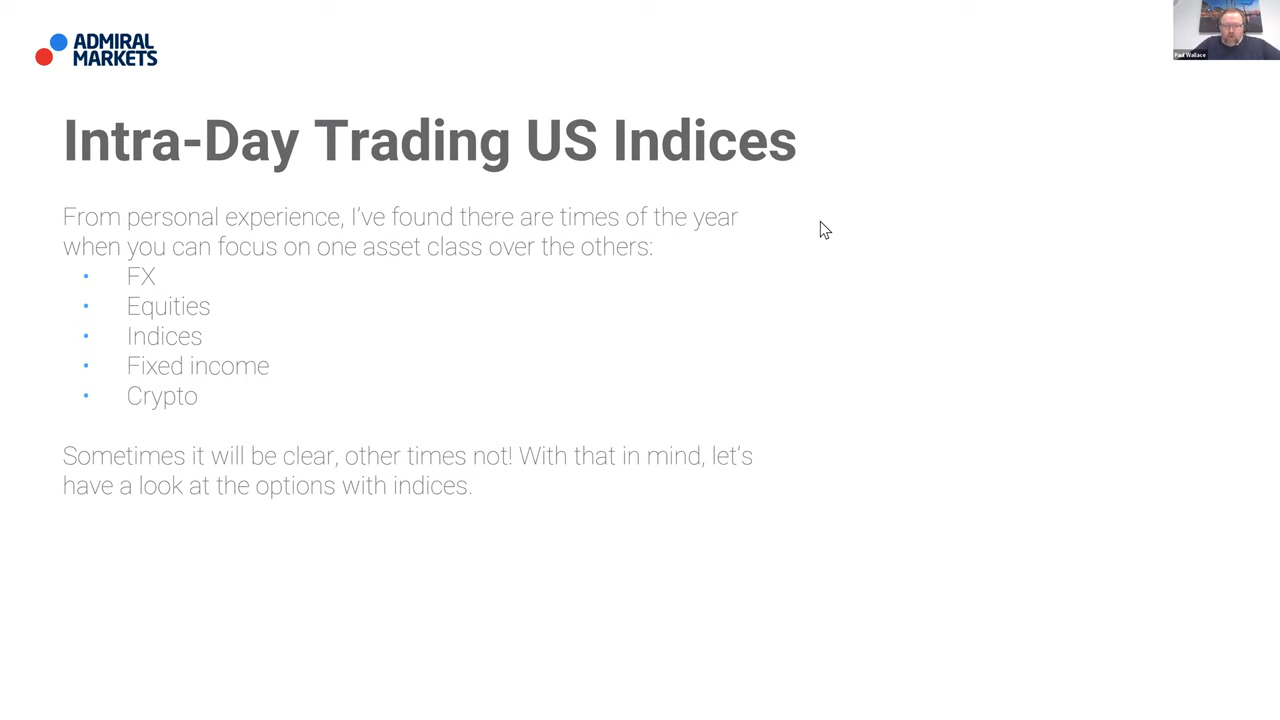 ADMIRAL
MARKETS
Paul Wallace
Intra-Day Trading US Indices
From personal experience, I've found there are times of the year
when you can focus on one asset class over the others:
• FX
• Equities
• Indices
• Fixed income
• Crypto
Sometimes it will be clear, other times not! With that in mind, let's
have a look at the options with indices.